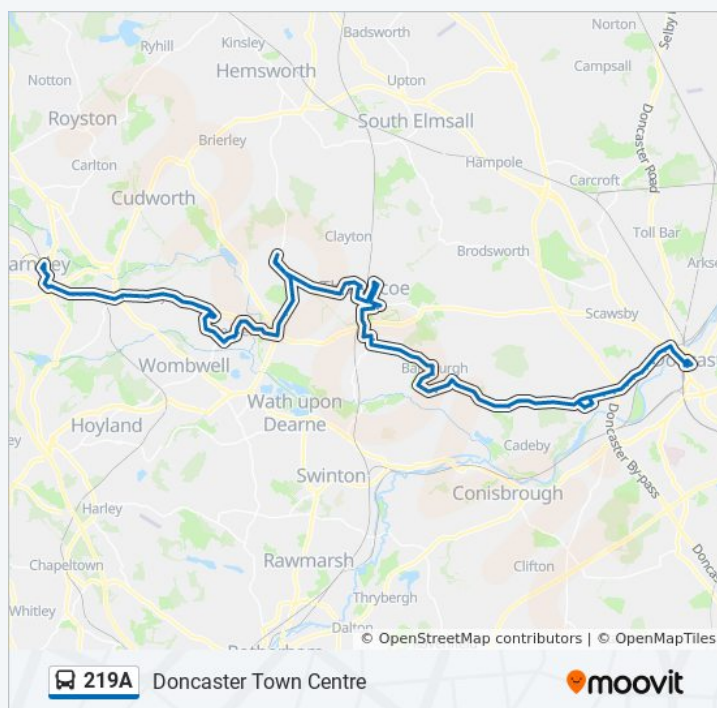 Norton
Badsworth
Kinsley
Ryhill
Selby
Campsall
Notton
Hemsworth
Upton
Royston
South Elmsall
Brierley
Doncaster Road
Hampole
Carlton
Carcroft
Cudworth
Toll Bar
Clayton
Brodsworth
Scawsby
Wombwell
Wath upon
Dearne
Hoyland
Cadeby
Doncaster By-pass
Swinton
Conisbrough
Harley
Rawmarsh
Chapeltown
Clifton
Thrybergh
Whitley
Dalton
© OpenStreetMap contributors | © OpenMapTiles
219A Doncaster Town Centre moovit